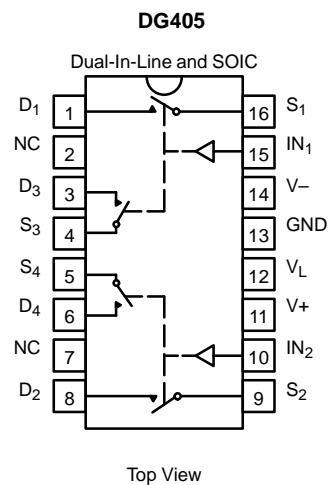 DG405
Dual-In-Line and SOIC
D1 1 16 S1
NC 2 15 IN1
D3 3 14 V–
S3 4 13 GND
S4 5 12 VL
D4 6 11 V+
NC 7 10 IN2
D2 8 9 S2
Top View